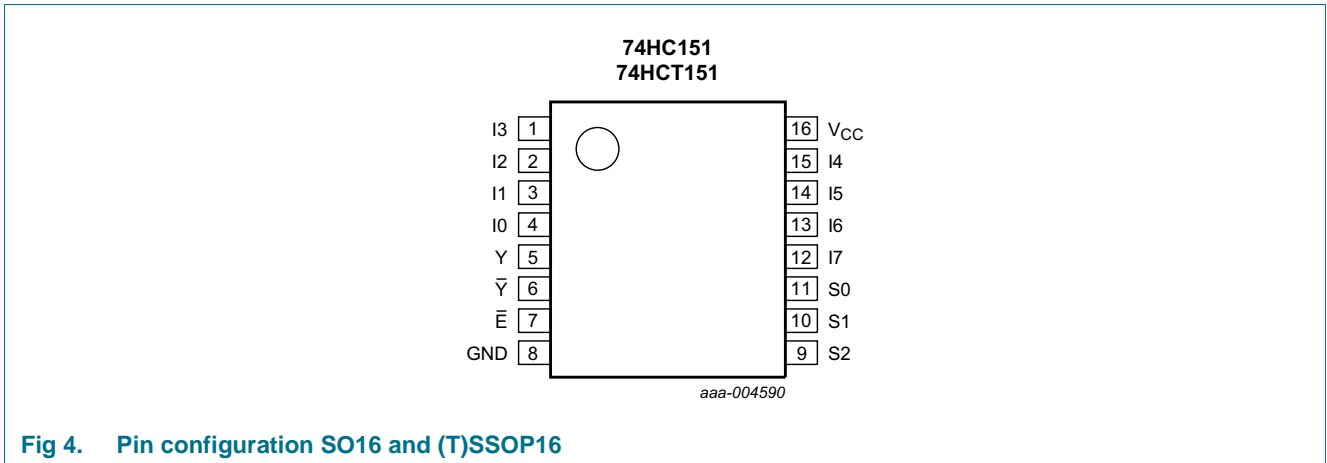 74HC151
74HCT151
I3 1 16 VCC
I2 2 15 I4
I1 3 14 I5
I0 4 13 I6
Y 5 12 I7
Y̅ 6 11 S0
E̅ 7 10 S1
GND 8 9 S2
aaa-004590
Fig 4. Pin configuration SO16 and (T)SSOP16